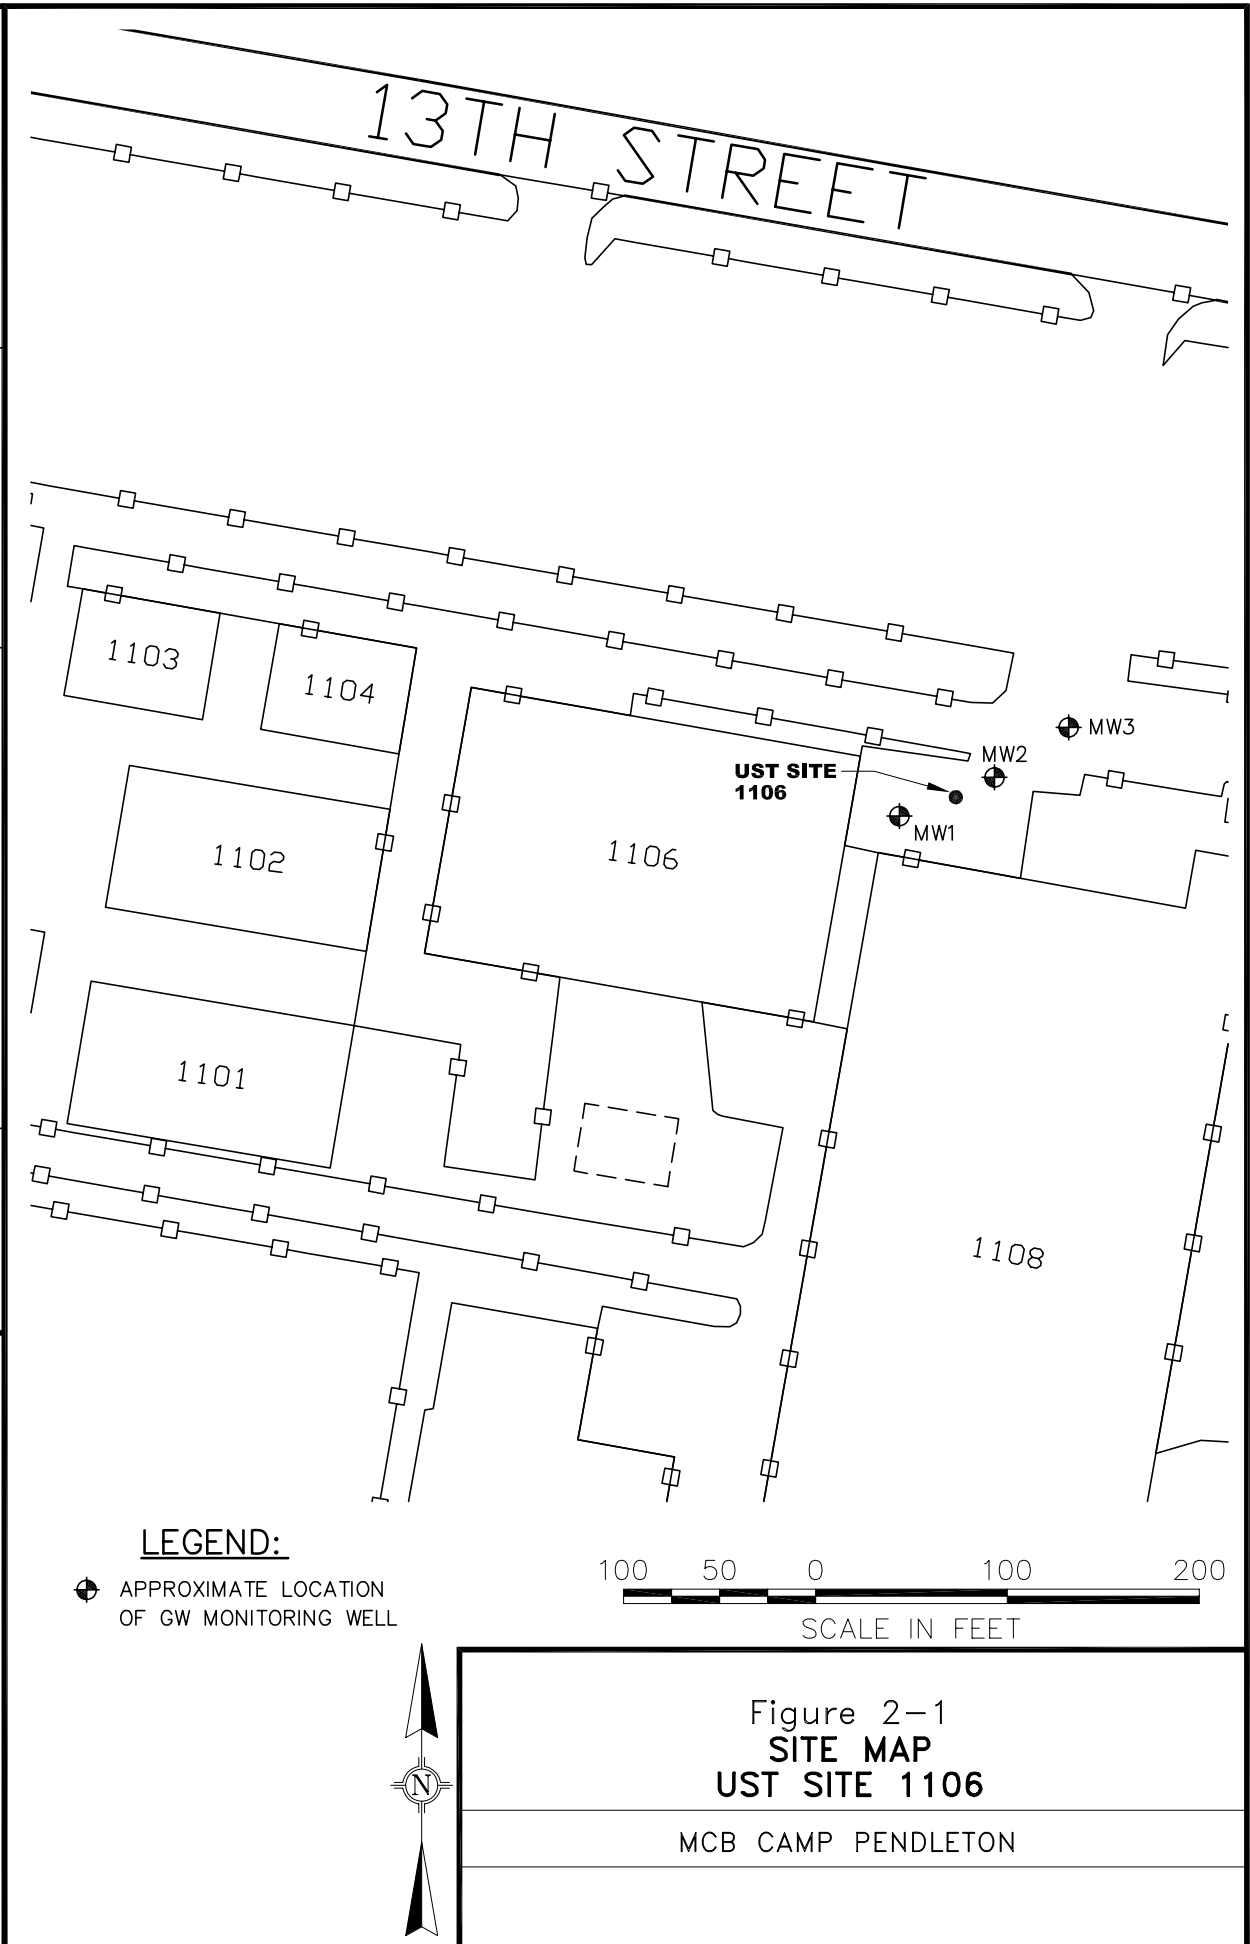 13TH STREET
1103
1104
MW3
MW2
UST SITE
1106
MW1
1102
1106
1101
1108
LEGEND:
APPROXIMATE LOCATION
OF GW MONITORING WELL
100 50 0 100 200
SCALE IN FEET
N
Figure 2-1
SITE MAP
UST SITE 1106
MCB CAMP PENDLETON